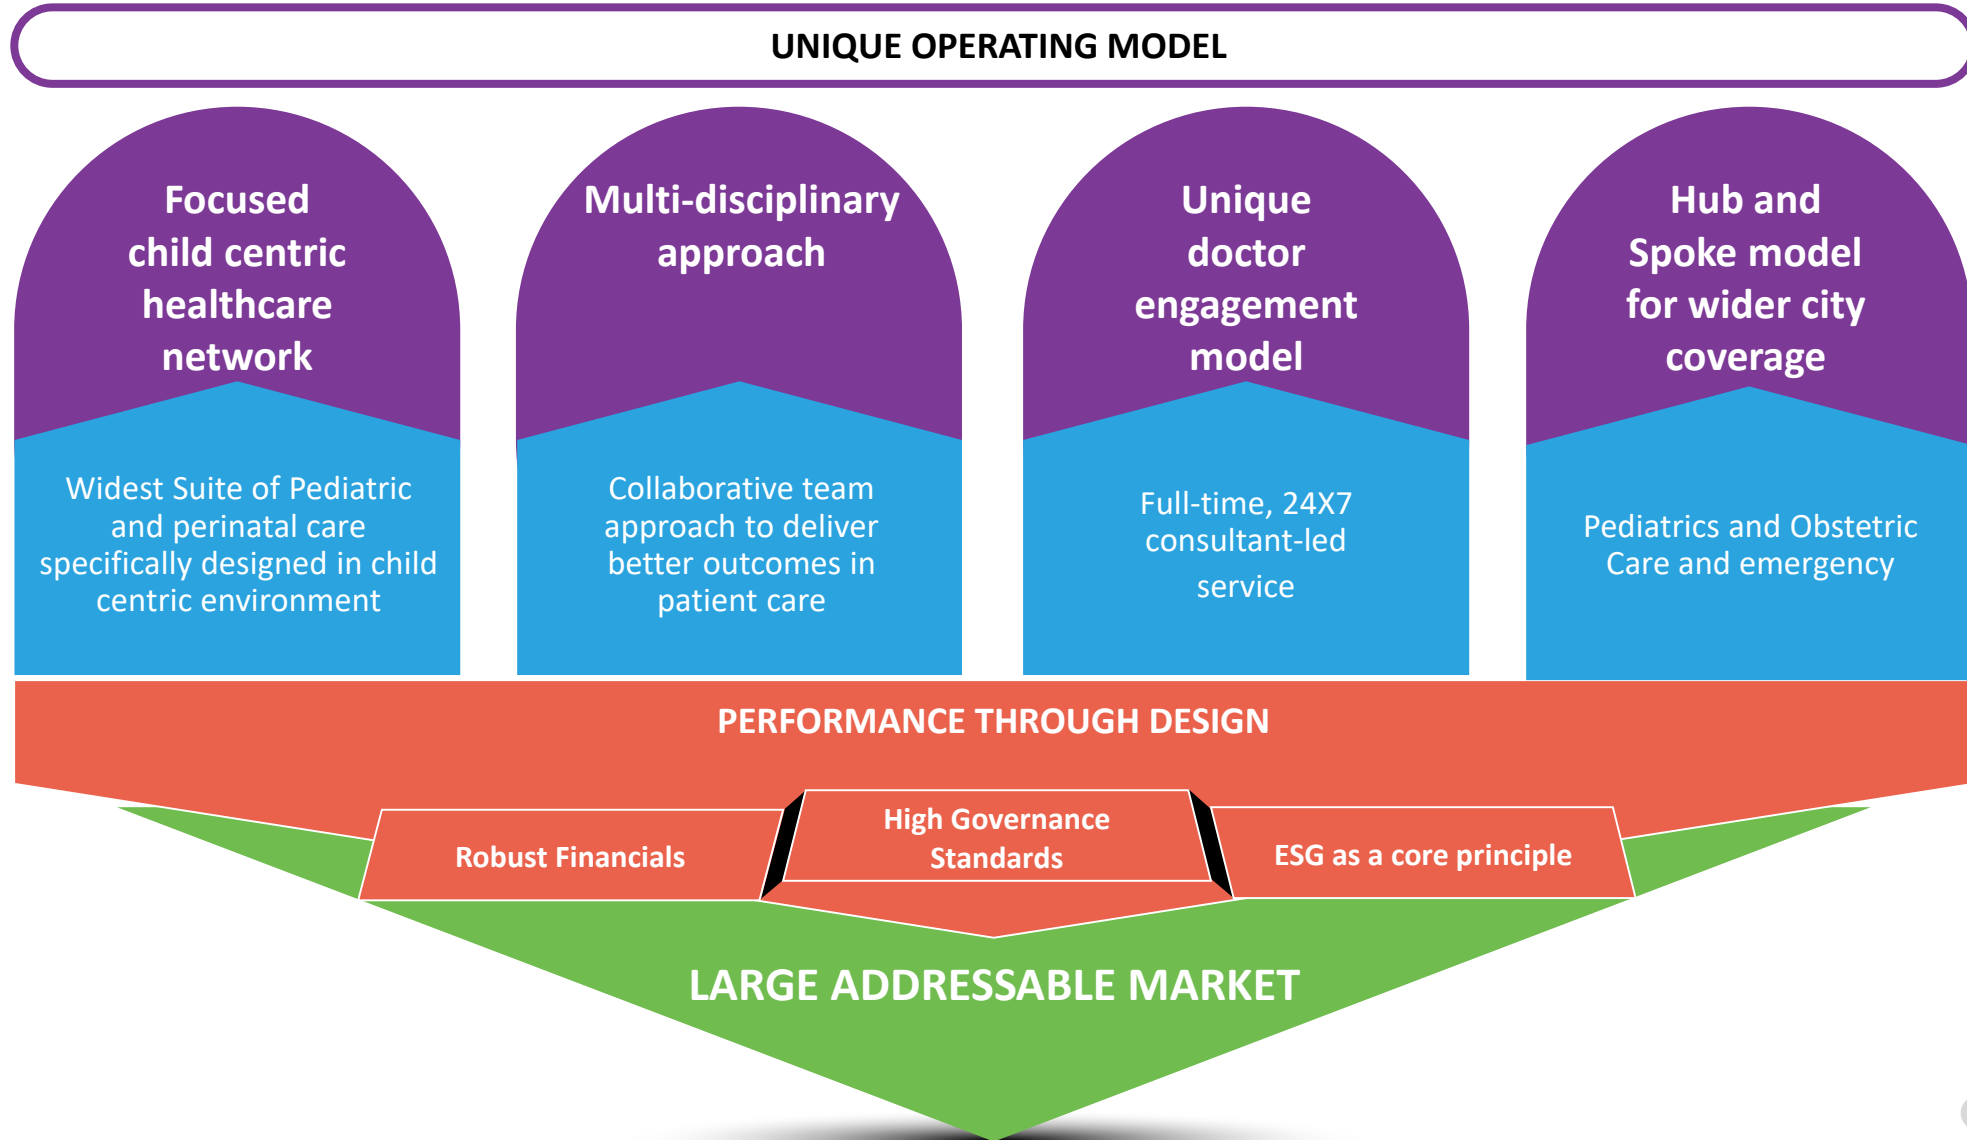 UNIQUE OPERATING MODEL
Focused
child centric
healthcare
network
Widest Suite of Pediatric
and perinatal care
specifically designed in child
centric environment
Multi-disciplinary
approach
Collaborative team
approach to deliver
better outcomes in
patient care
Unique
doctor
engagement
model
Full-time, 24X7
consultant-led
service
Hub and
Spoke model
for wider city
coverage
Pediatrics and Obstetric
Care and emergency
PERFORMANCE THROUGH DESIGN
Robust Financials
High Governance
Standards
ESG as a core principle
LARGE ADDRESSABLE MARKET